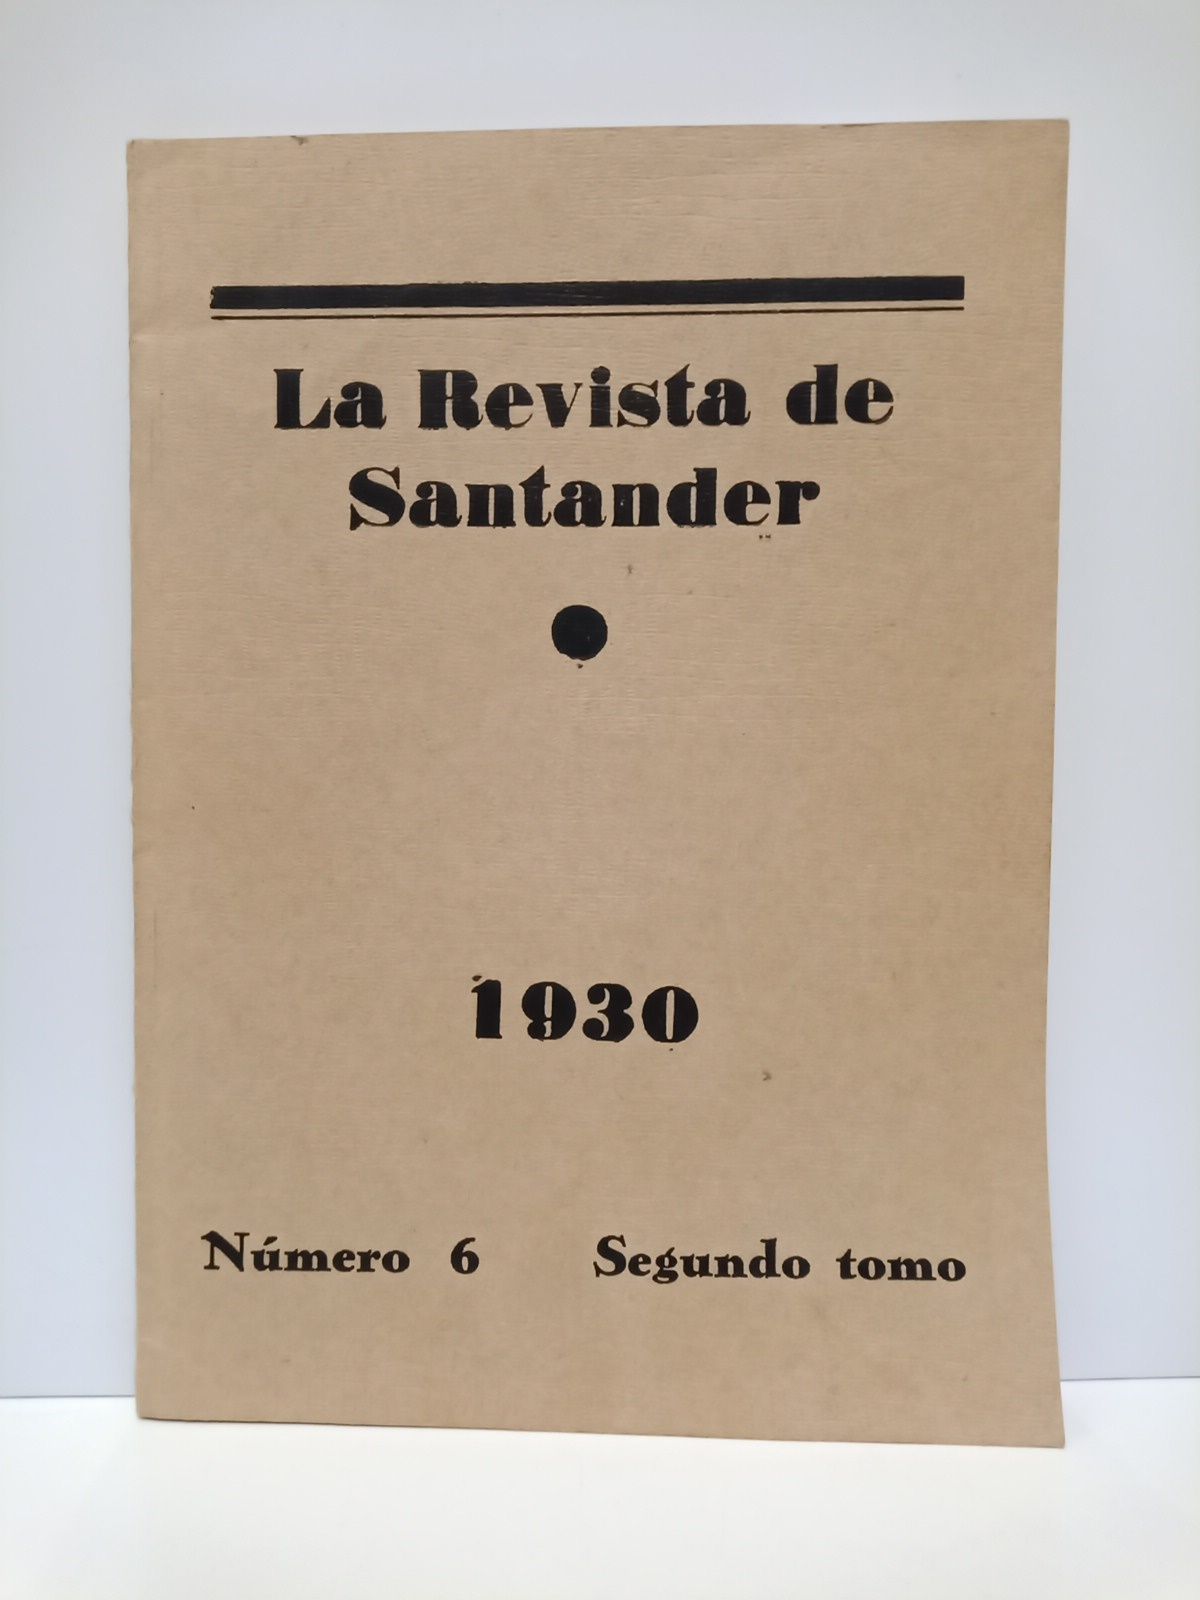 La Revista de
Santander
1930
Número 6 Segundo tomo